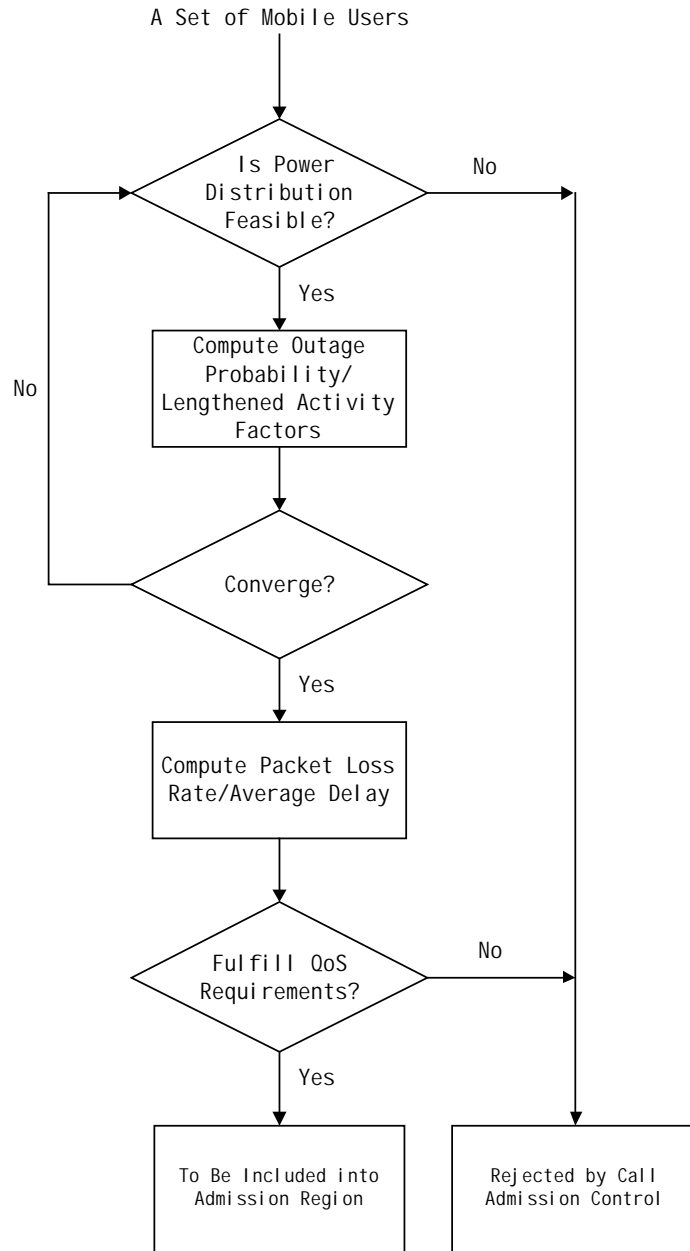 A Set of Mobile Users
Is Power
Distribution
Feasible?
No
Yes
Compute Outage
Probability/
Lengthened Activity
Factors
No
Converge?
Yes
Compute Packet Loss
Rate/Average Delay
Fulfill QoS
Requirements?
No
Yes
To Be Included into
Admission Region
Rejected by Call
Admission Control